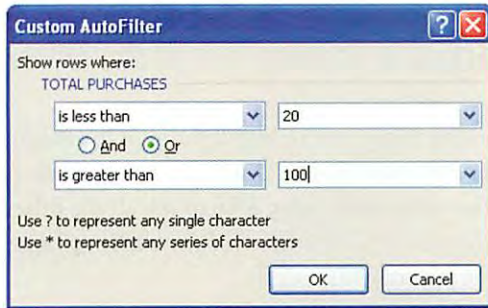 Custom AutoFilter
Show rows where:
TOTAL PURCHASES
is less than 20
And Or
is greater than 100
Use ? to represent any single character
Use * to represent any series of characters
OK Cancel